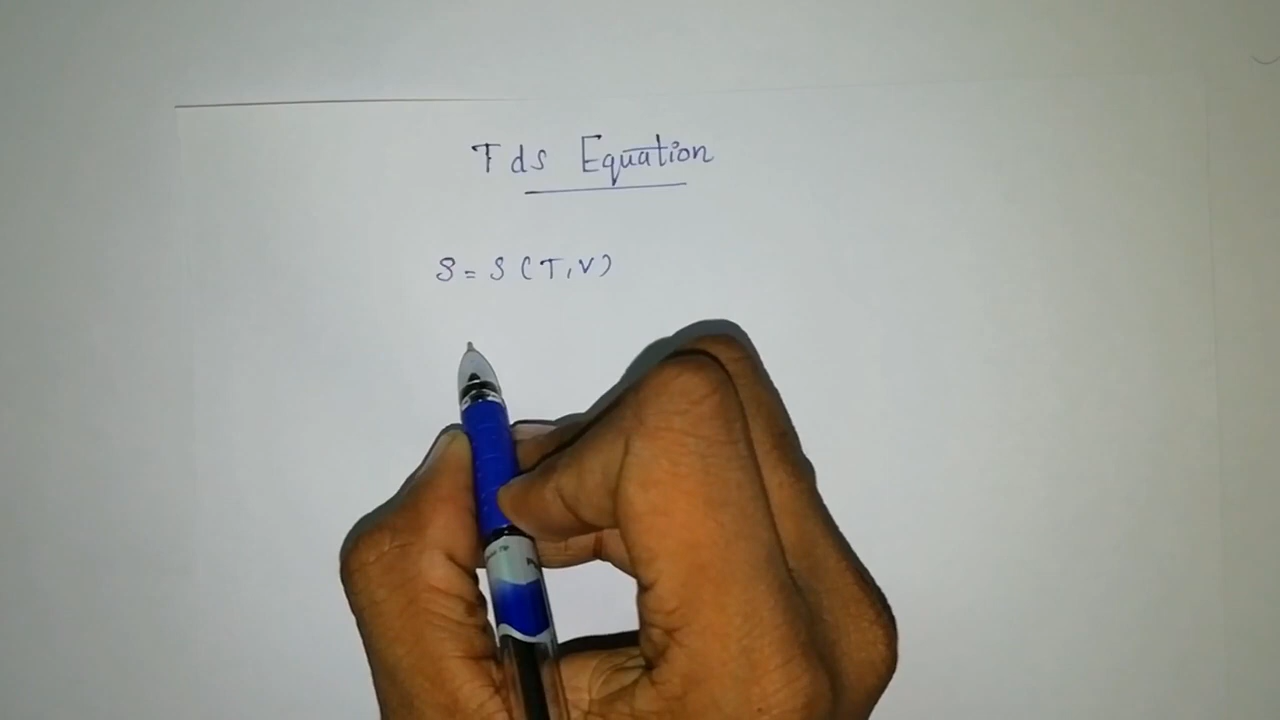 Tds Equation
S = S (T, V)